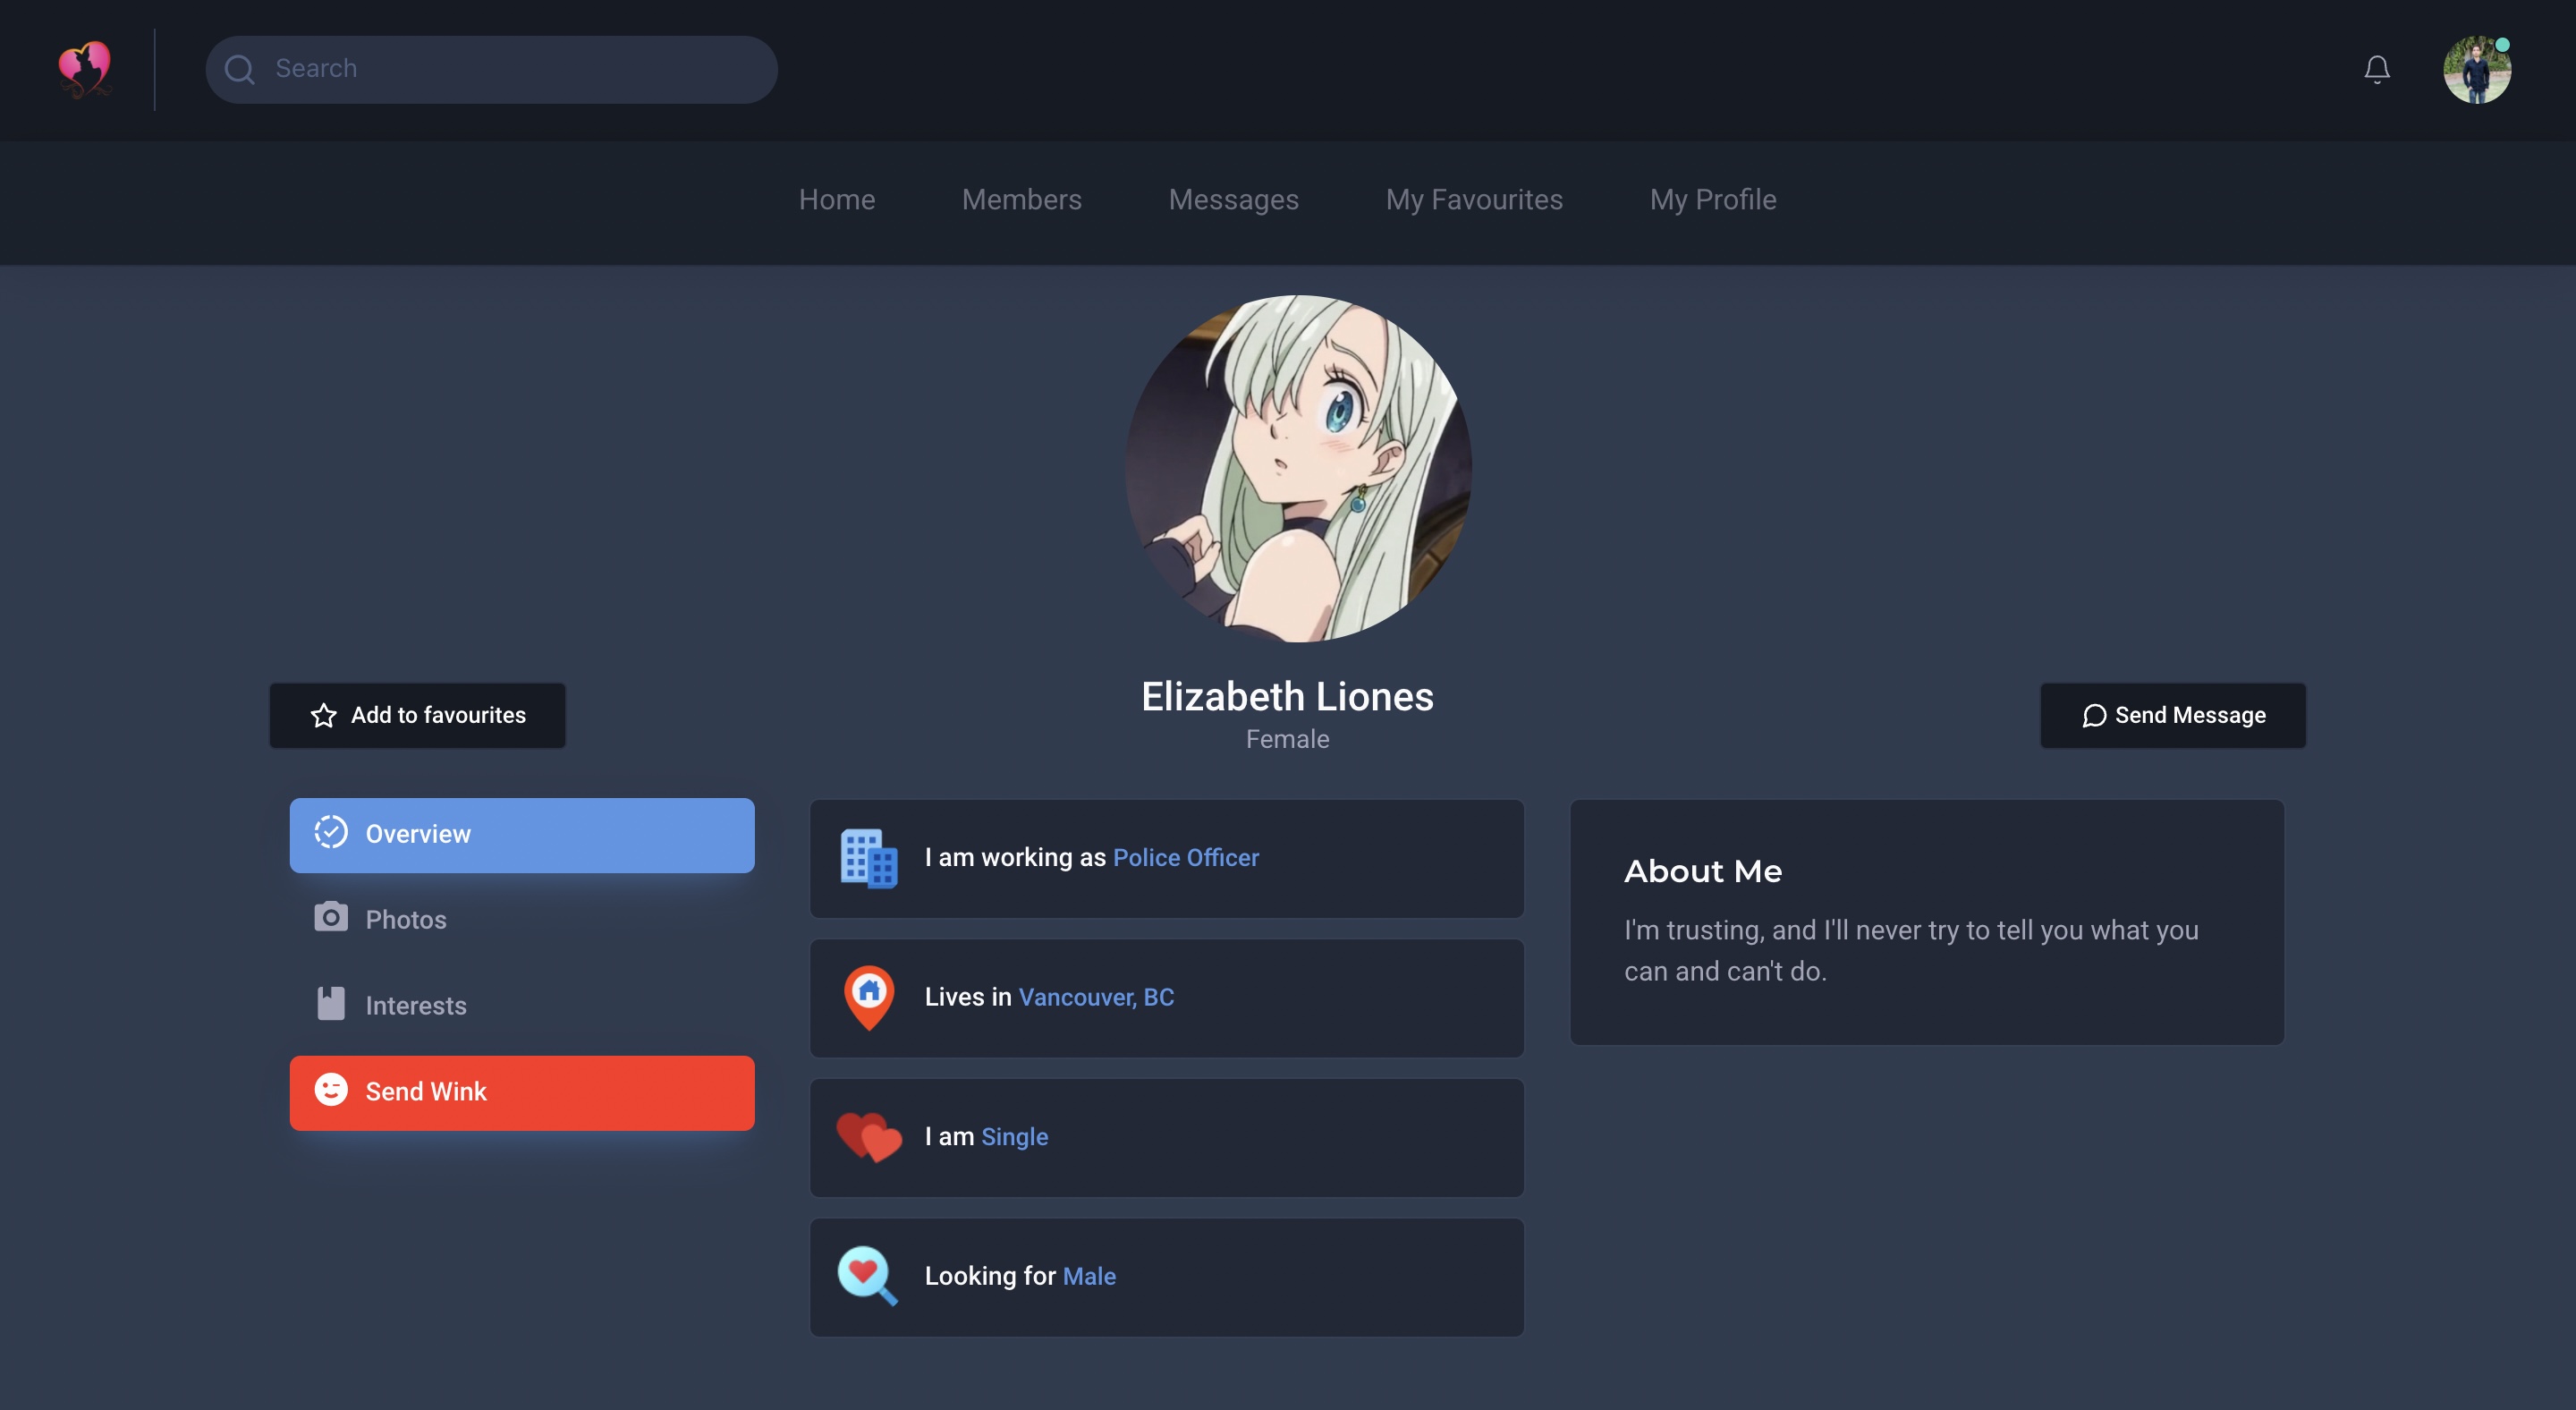 Search
Home
Members
Messages
My Favourites
My Profile
Elizabeth Liones
Female
Add to favourites
Send Message
Overview
Photos
Interests
Send Wink
I am working as Police Officer
Lives in Vancouver, BC
I am Single
Looking for Male
About Me
I'm trusting, and I'll never try to tell you what you
can and can't do.